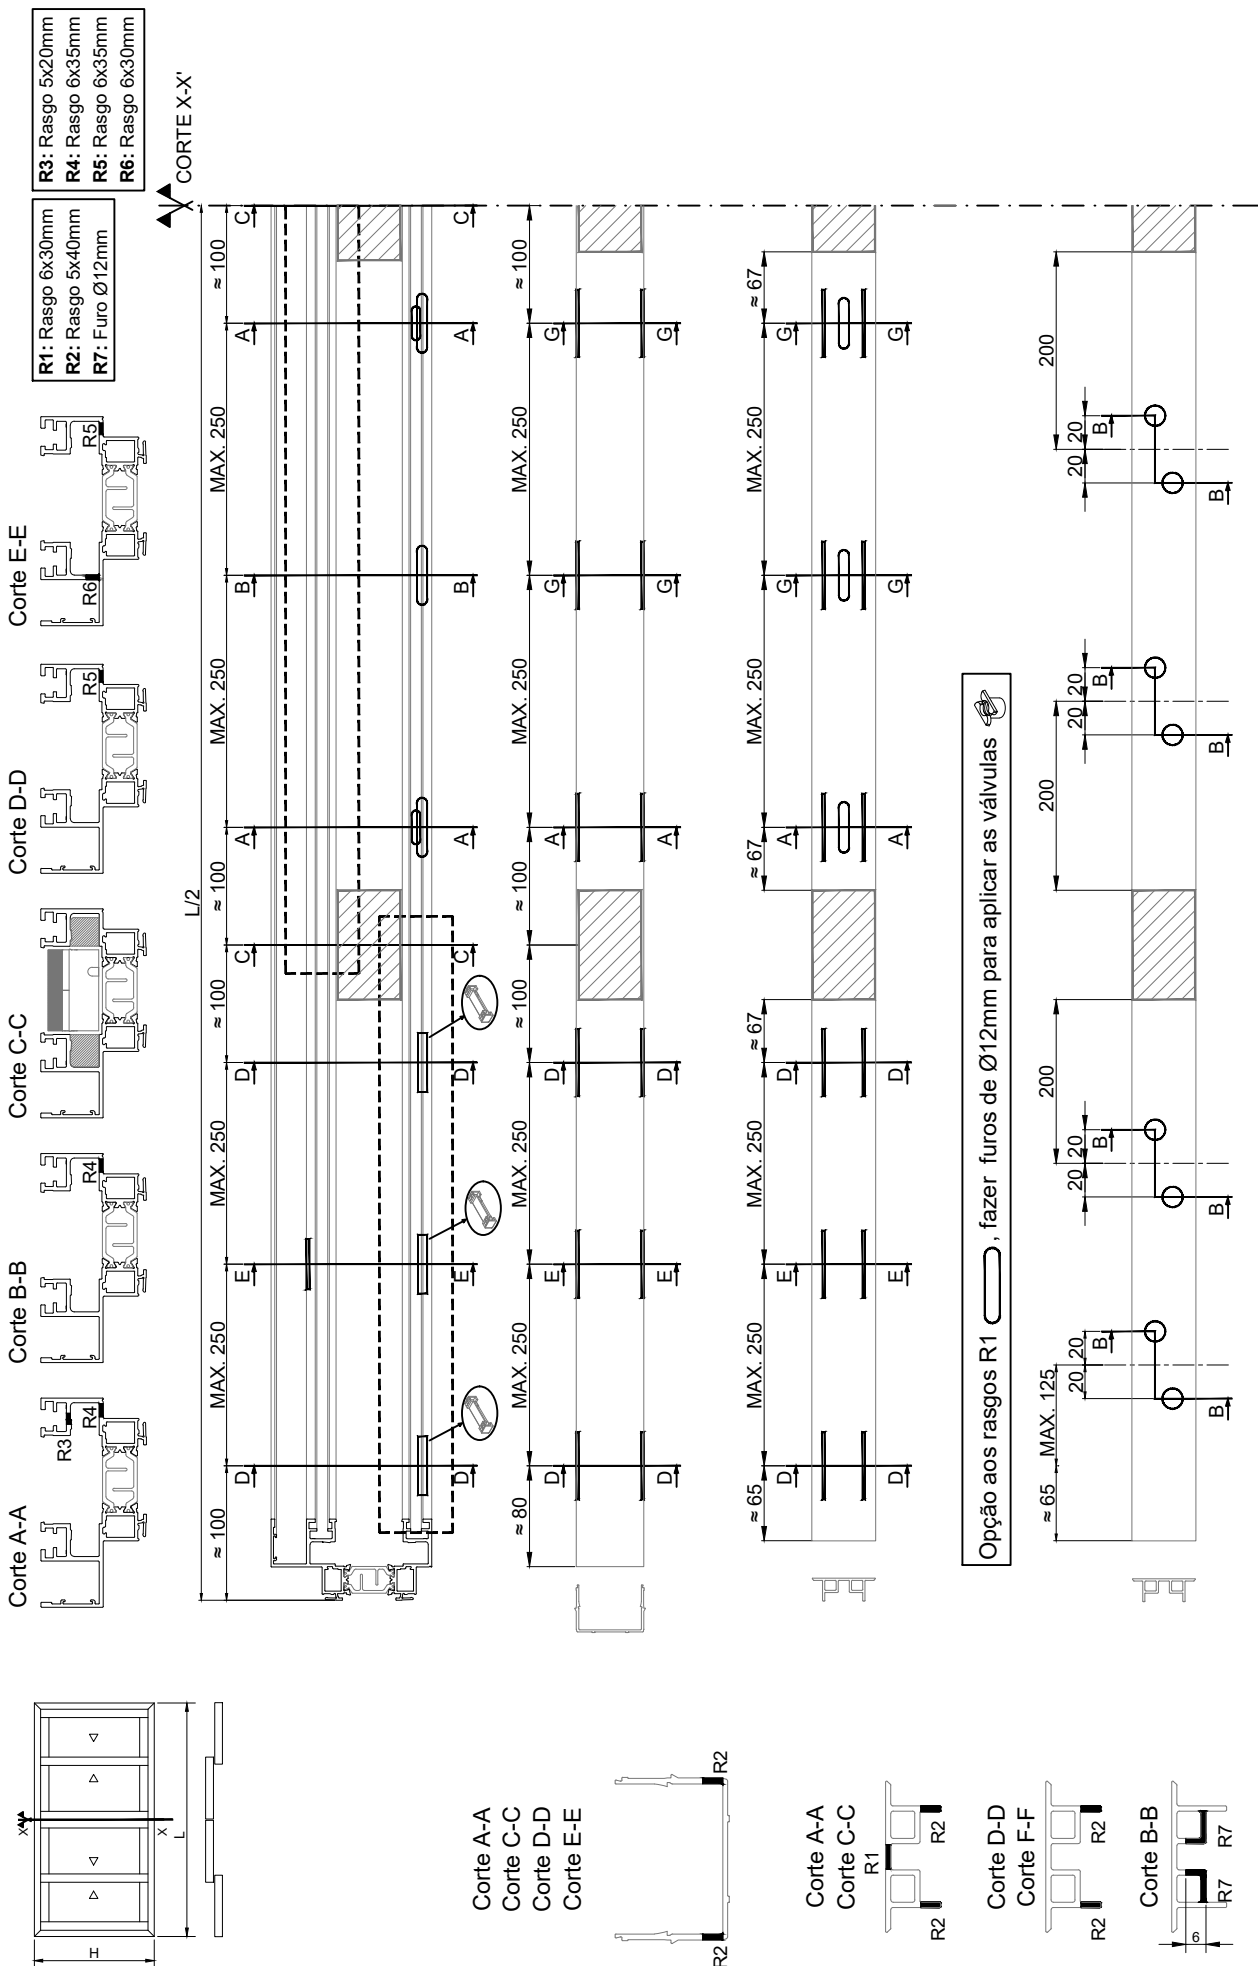 R1: Rasgo 6x30mm
R2: Rasgo 5x40mm
R7: Furo Ø12mm
R3: Rasgo 5x20mm
R4: Rasgo 6x35mm
R5: Rasgo 6x35mm
R6: Rasgo 6x30mm
CORTE X-X'
Corte A-A
R3
R4
Corte B-B
R4
Corte C-C
Corte D-D
R5
Corte E-E
R6
R5
L/2
≈ 100
MAX. 250
MAX. 250
≈ 100
≈ 100
MAX. 250
MAX. 250
≈ 100
D
E
D
C
A
B
A
C
D
E
D
C
A
B
A
C
≈ 80
MAX. 250
MAX. 250
≈ 100
≈ 100
MAX. 250
MAX. 250
≈ 100
D
E
D
A
G
G
D
E
D
A
G
G
≈ 65
MAX. 250
MAX. 250
≈ 67
≈ 67
MAX. 250
MAX. 250
≈ 67
D
E
D
A
G
G
D
E
D
A
G
G
Opção aos rasgos R1 , fazer furos de Ø12mm para aplicar as válvulas
≈ 65
MAX. 125
200
200
200
20
20
20
20
20
20
20
20
B
B
B
B
B
B
B
B
X
X
L
H
Corte A-A
Corte C-C
Corte D-D
Corte E-E
R2
R2
Corte A-A
Corte C-C
R1
R2
R2
Corte D-D
Corte F-F
R2
R2
Corte B-B
R7
R7
6